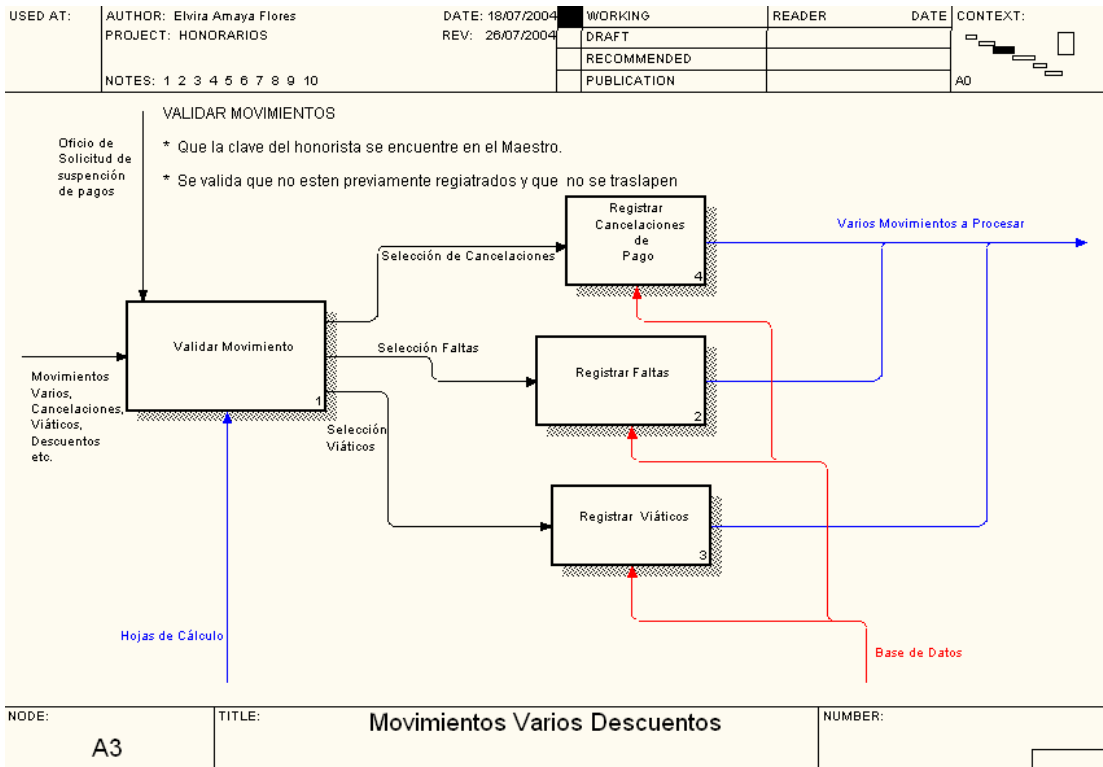 USED AT:
AUTHOR: Elvira Amaya Flores
DATE: 18/07/2004
PROJECT: HONORARIOS
REV: 26/07/2004
NOTES: 1 2 3 4 5 6 7 8 9 10
WORKING
DRAFT
RECOMMENDED
PUBLICATION
READER
DATE
CONTEXT:
A0
VALIDAR MOVIMIENTOS
* Que la clave del honorista se encuentre en el Maestro.
* Se valida que no esten previamente regiatrados y que no se traslapen
Oficio de
Solicitud de
suspención
de pagos
Registrar
Cancelaciones
de
Pago
4
Varios Movimientos a Procesar
Selección de Cancelaciones
Validar Movimiento
1
Selección Faltas
Registrar Faltas
2
Movimientos
Varios,
Cancelaciones,
Viáticos,
Descuentos
etc.
Selección
Viáticos
Registrar Viáticos
3
Hojas de Cálculo
Base de Datos
NODE:
A3
TITLE:
Movimientos Varios Descuentos
NUMBER: